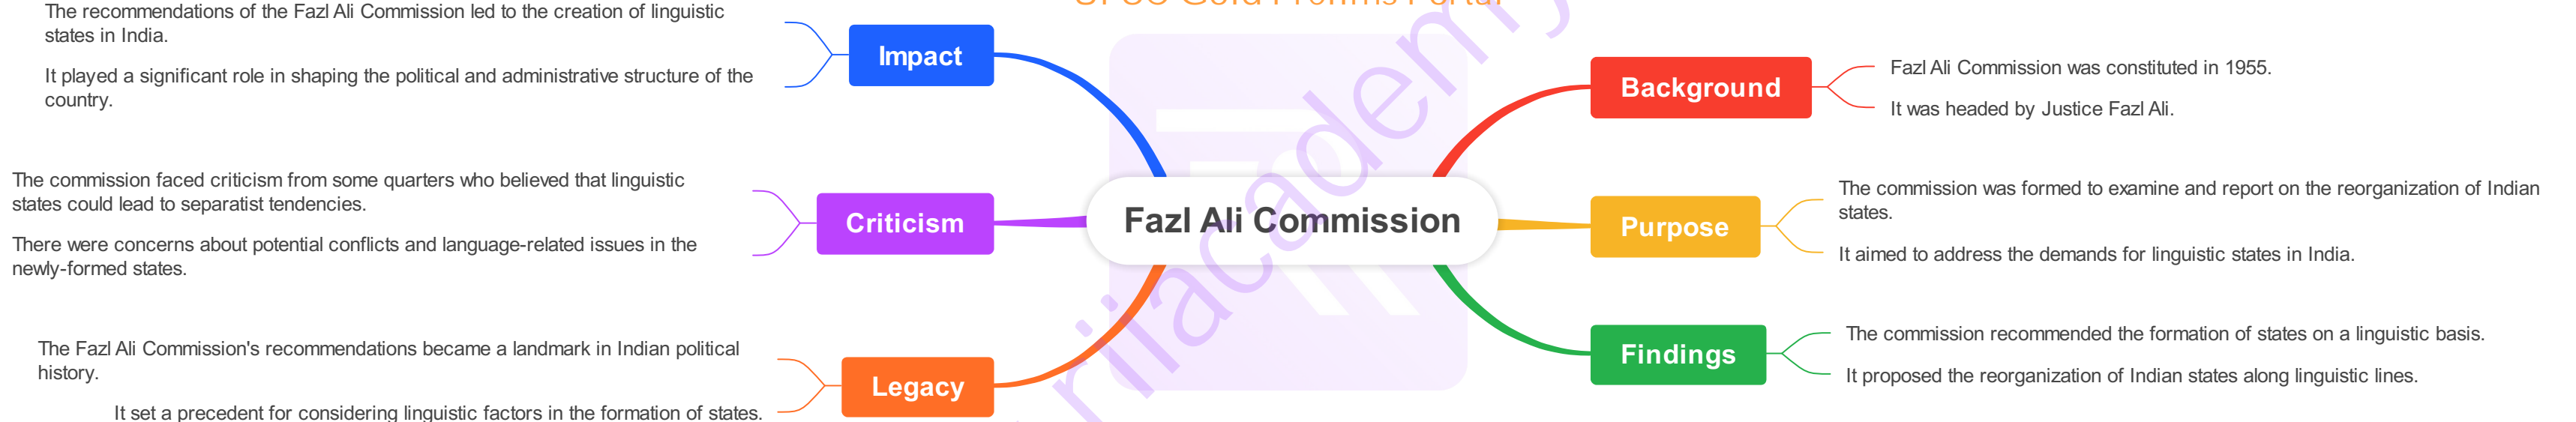 The recommendations of the Fazl Ali Commission led to the creation of linguistic
states in India.
It played a significant role in shaping the political and administrative structure of the
country.
Impact
The commission faced criticism from some quarters who believed that linguistic
states could lead to separatist tendencies.
There were concerns about potential conflicts and language-related issues in the
newly-formed states.
Criticism
The Fazl Ali Commission's recommendations became a landmark in Indian political
history.
It set a precedent for considering linguistic factors in the formation of states.
Legacy
Fazl Ali Commission
Background
Fazl Ali Commission was constituted in 1955.
It was headed by Justice Fazl Ali.
Purpose
The commission was formed to examine and report on the reorganization of Indian
states.
It aimed to address the demands for linguistic states in India.
Findings
The commission recommended the formation of states on a linguistic basis.
It proposed the reorganization of Indian states along linguistic lines.